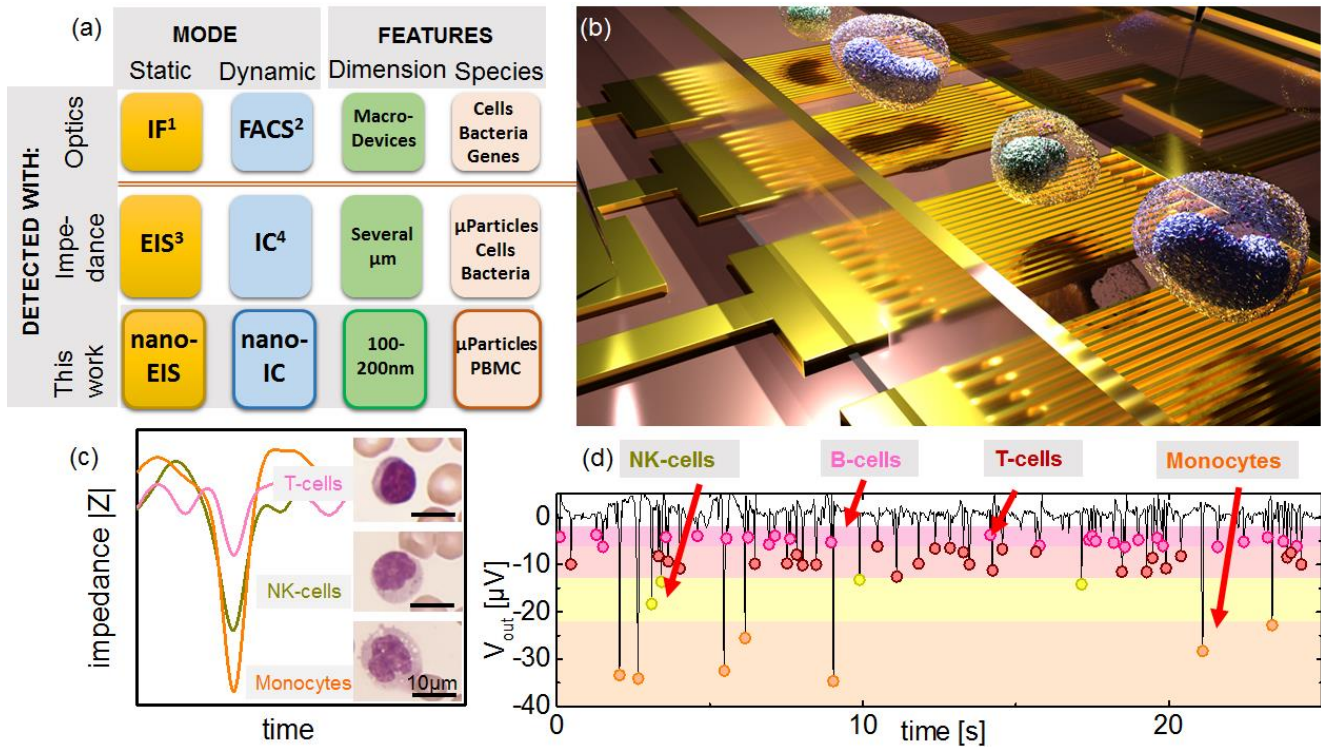 (a)
MODE
FEATURES
Static
Dynamic
Dimension
Species
DETECTED WITH:
Optics
IF1
FACS2
Macro-
Devices
Cells
Bacteria
Genes
Impe-
dance
EIS3
IC4
Several
µm
µParticles
Cells
Bacteria
This
work
nano-
EIS
nano-
IC
100-
200nm
µParticles
PBMC
(b)
(c)
impedance |Z|
T-cells
NK-cells
Monocytes
10µm
time
(d)
NK-cells
B-cells
T-cells
Monocytes
Vout [µV]
0
-10
-20
-30
-40
0
10
20
time [s]